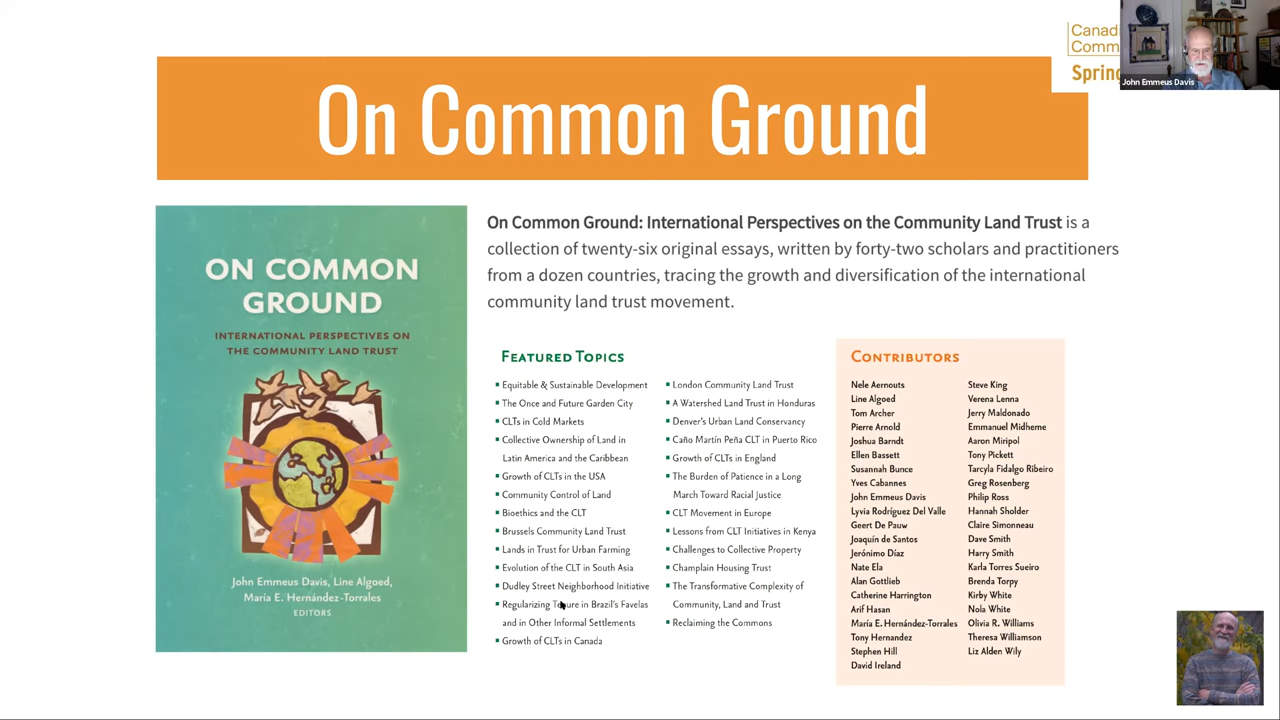 Canad
Comm
Spring
John Emmeus Davis
On Common Ground
ON COMMON
GROUND
INTERNATIONAL PERSPECTIVES ON
THE COMMUNITY LAND TRUST
John Emmeus Davis, Line Algoed,
María E. Hernández-Torrales
EDITORS
On Common Ground: International Perspectives on the Community Land Trust is a
collection of twenty-six original essays, written by forty-two scholars and practitioners
from a dozen countries, tracing the growth and diversification of the international
community land trust movement.
FEATURED TOPICS
Equitable & Sustainable Development
The Once and Future Garden City
CLTs in Cold Markets
Collective Ownership of Land in
Latin America and the Caribbean
Growth of CLTs in the USA
Community Control of Land
Bioethics and the CLT
Brussels Community Land Trust
Lands in Trust for Urban Farming
Evolution of the CLT in South Asia
Dudley Street Neighborhood Initiative
Regularizing Tenure in Brazil's Favelas
and in Other Informal Settlements
Growth of CLTs in Canada
London Community Land Trust
A Watershed Land Trust in Honduras
Denver's Urban Land Conservancy
Caño Martín Peña CLT in Puerto Rico
Growth of CLTs in England
The Burden of Patience in a Long
March Toward Racial Justice
CLT Movement in Europe
Lessons from CLT Initiatives in Kenya
Challenges to Collective Property
Champlain Housing Trust
The Transformative Complexity of
Community, Land and Trust
Reclaiming the Commons
CONTRIBUTORS
Nele Aernouts
Line Algoed
Tom Archer
Pierre Arnold
Joshua Barndt
Ellen Bassett
Susannah Bunce
Yves Cabannes
John Emmeus Davis
Lyvia Rodríguez Del Valle
Geert De Pauw
Joaquín de Santos
Jerónimo Díaz
Nate Ela
Alan Gottlieb
Catherine Harrington
Arif Hasan
María E. Hernández-Torrales
Tony Hernandez
Stephen Hill
David Ireland
Steve King
Verena Lenna
Jerry Maldonado
Emmanuel Midheme
Aaron Miripol
Tony Pickett
Tarcyla Fidalgo Ribeiro
Greg Rosenberg
Philip Ross
Hannah Sholder
Claire Simonneau
Dave Smith
Harry Smith
Karla Torres Sueiro
Brenda Torpy
Kirby White
Nola White
Olivia R. Williams
Theresa Williamson
Liz Alden Wily